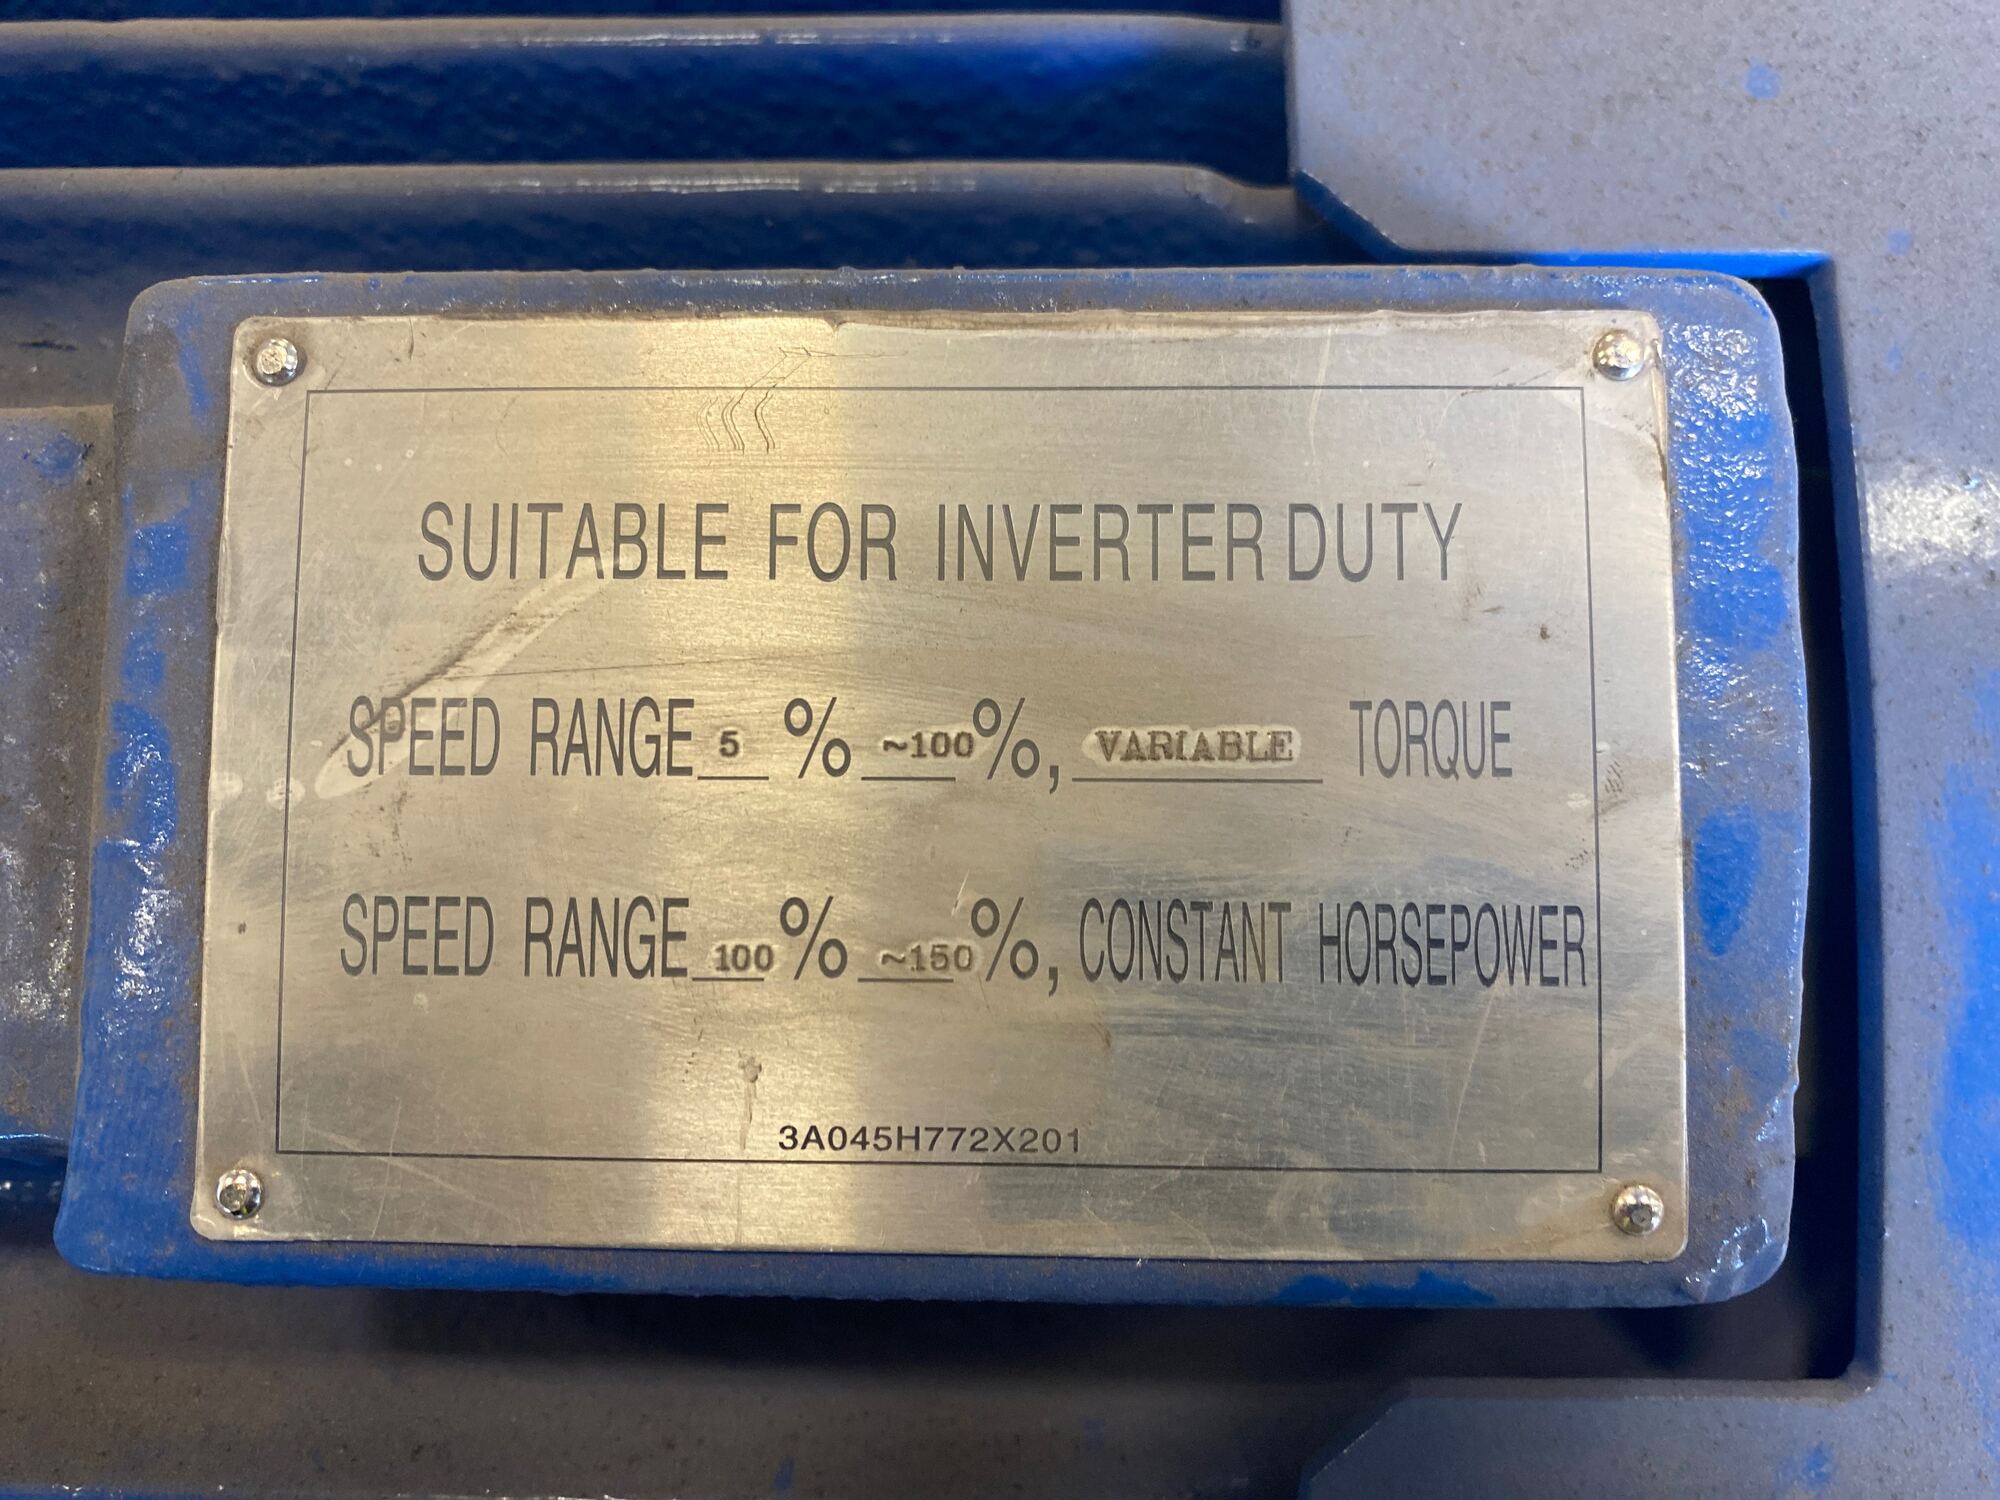 SUITABLE FOR INVERTER DUTY
SPEED RANGE 5 % ~100 %, VARIABLE TORQUE
SPEED RANGE 100 % ~150 %, CONSTANT HORSEPOWER
3A045H772X201